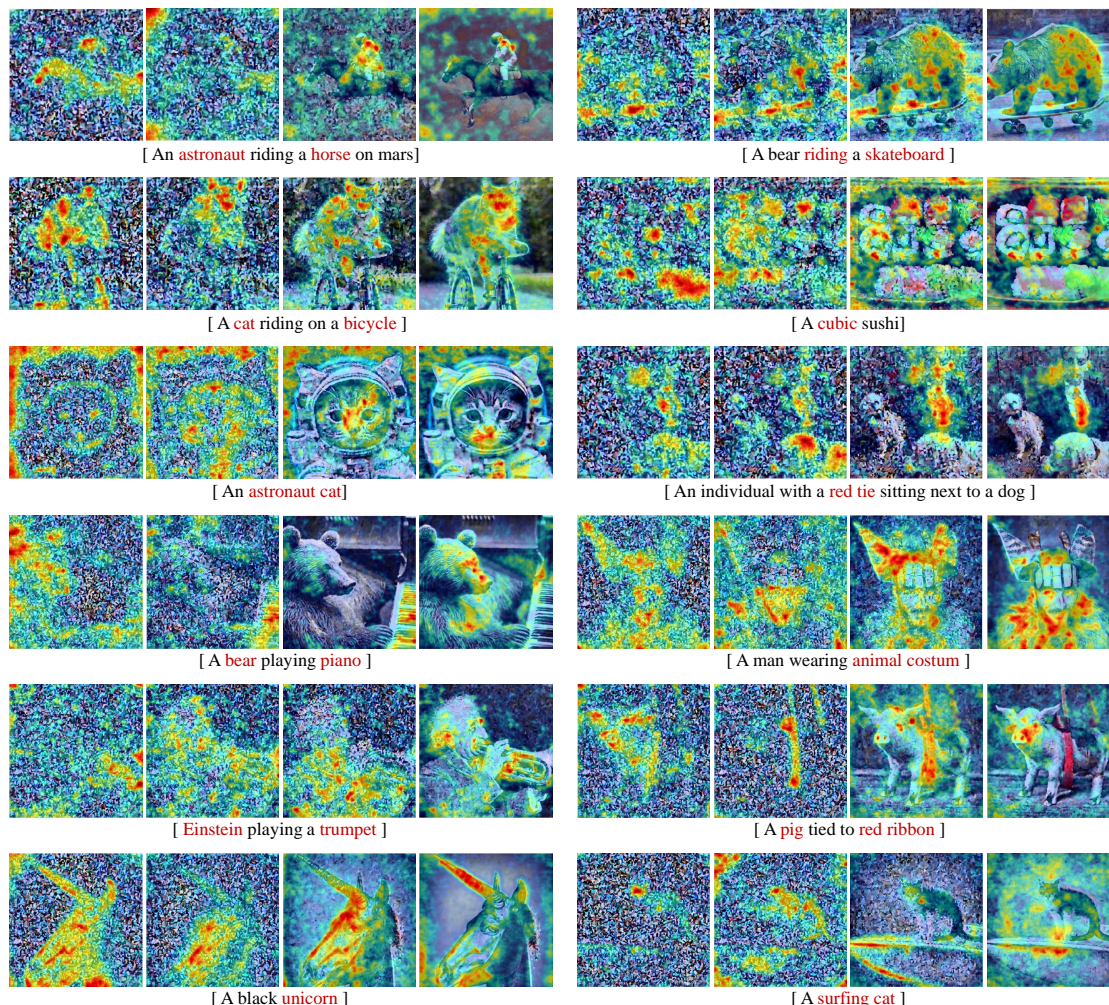 [ An astronaut riding a horse on mars]
[ A bear riding a skateboard ]
[ A cat riding on a bicycle ]
[ A cubic sushi]
[ An astronaut cat]
[ An individual with a red tie sitting next to a dog ]
[ A bear playing piano ]
[ A man wearing animal costum ]
[ Einstein playing a trumpet ]
[ A pig tied to red ribbon ]
[ A black unicorn ]
[ A surfing cat ]